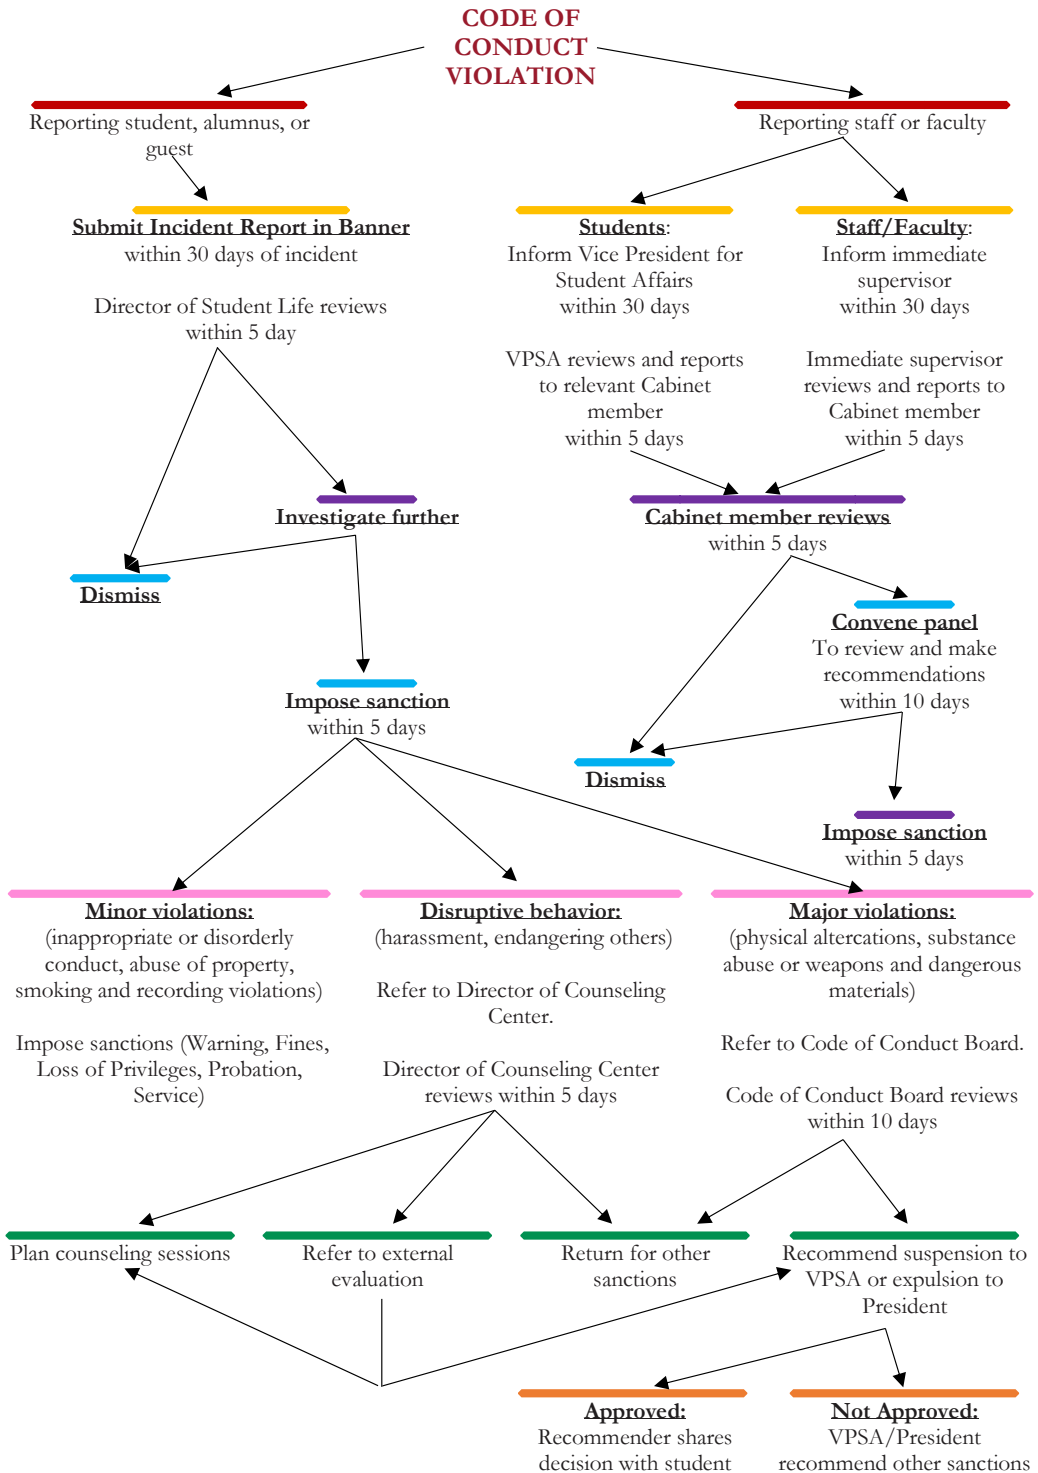 CODE OF
CONDUCT
VIOLATION
Reporting student, alumnus, or
guest
Reporting staff or faculty
Submit Incident Report in Banner
within 30 days of incident
Director of Student Life reviews
within 5 day
Students:
Inform Vice President for
Student Affairs
within 30 days
VPSA reviews and reports
to relevant Cabinet
member
within 5 days
Staff/Faculty:
Inform immediate
supervisor
within 30 days
Immediate supervisor
reviews and reports to
Cabinet member
within 5 days
Investigate further
Cabinet member reviews
within 5 days
Dismiss
Convene panel
To review and make
recommendations
within 10 days
Impose sanction
within 5 days
Dismiss
Impose sanction
within 5 days
Minor violations:
(inappropriate or disorderly
conduct, abuse of property,
smoking and recording violations)
Impose sanctions (Warning, Fines,
Loss of Privileges, Probation,
Service)
Disruptive behavior:
(harassment, endangering others)
Refer to Director of Counseling
Center.
Director of Counseling Center
reviews within 5 days
Major violations:
(physical altercations, substance
abuse or weapons and dangerous
materials)
Refer to Code of Conduct Board.
Code of Conduct Board reviews
within 10 days
Plan counseling sessions
Refer to external
evaluation
Return for other
sanctions
Recommend suspension to
VPSA or expulsion to
President
Approved:
Recommender shares
decision with student
Not Approved:
VPSA/President
recommend other sanctions